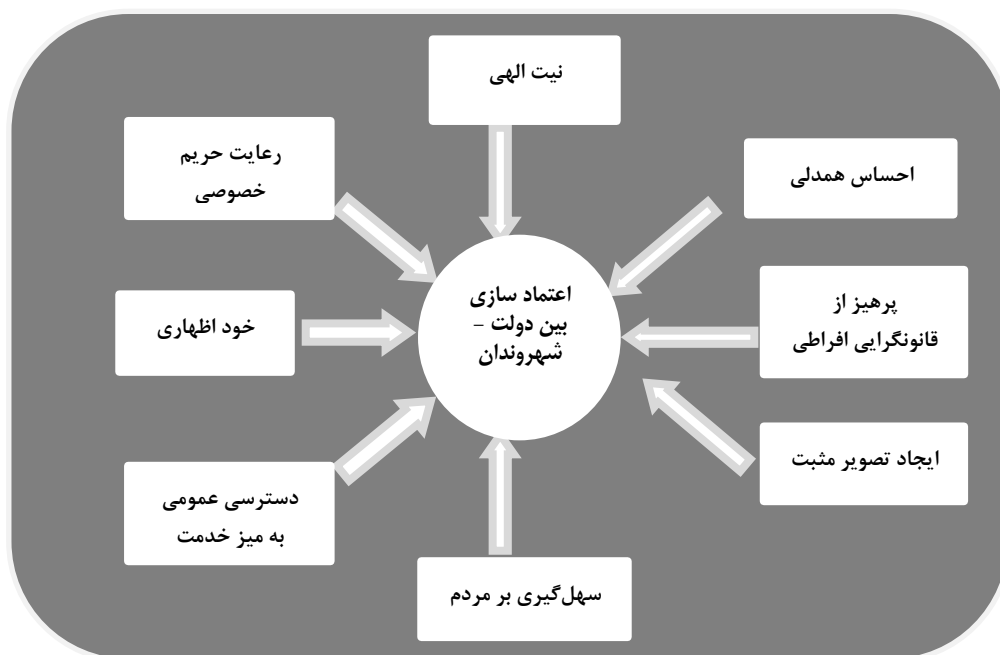 نیت الهی
رعایت حریم
خصوصی
احساس همدلی
اعتماد سازی
بین دولت –
شهروندان
پرهیز از
قانونگرایی افراطی
خود اظهاری
ایجاد تصویر مثبت
دسترسی عمومی
به میز خدمت
سهل‌گیری بر مردم